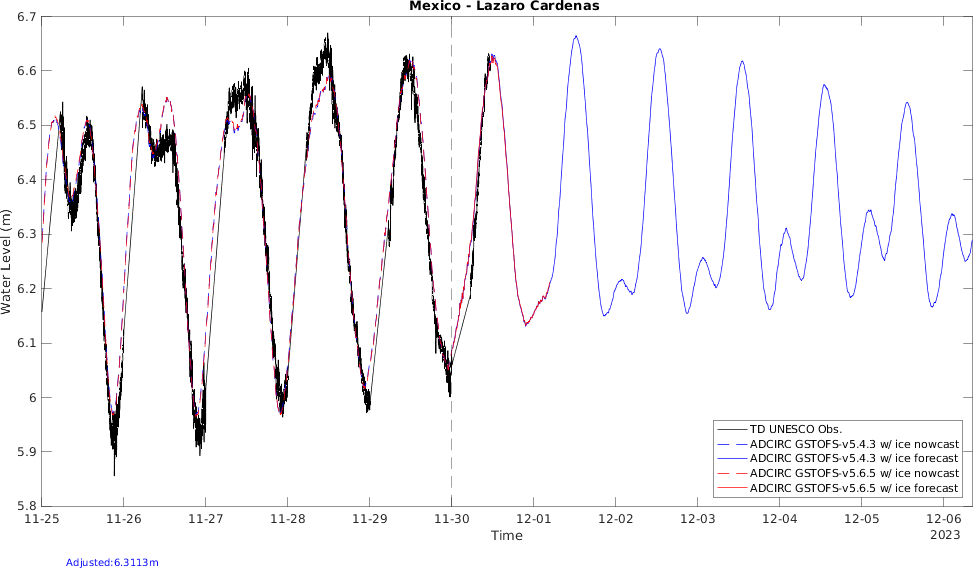 Mexico - Lazaro Cardenas
6.7
6.6
6.5
6.4
6.3
6.2
6.1
6
5.9
5.8
Water Level (m)
TD UNESCO Obs.
ADCIRC GSTOFS-v5.4.3 w/ ice nowcast
ADCIRC GSTOFS-v5.4.3 w/ ice forecast
ADCIRC GSTOFS-v5.6.5 w/ ice nowcast
ADCIRC GSTOFS-v5.6.5 w/ ice forecast
11-25 11-26 11-27 11-28 11-29 11-30 12-01 12-02 12-03 12-04 12-05 12-06
Time
2023
Adjusted:6.3113m